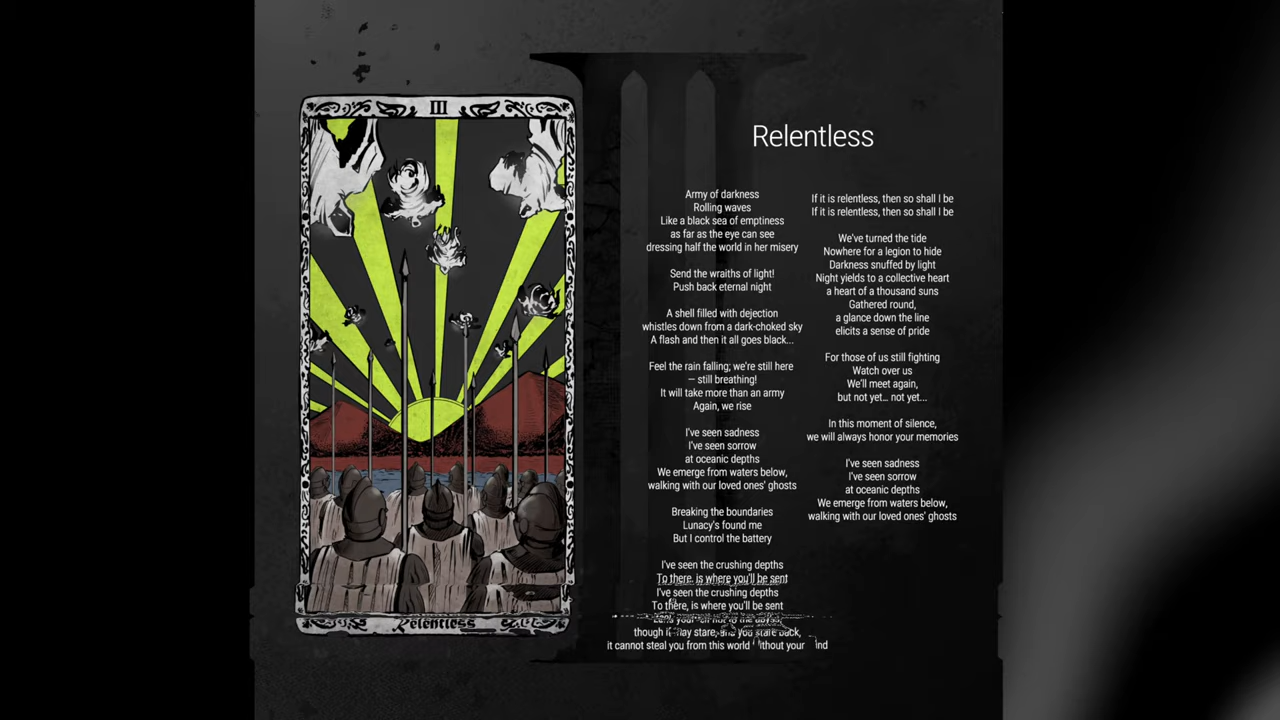 III
Relentless
Relentless
Army of darkness
Rolling waves
Like a black sea of emptiness
as far as the eye can see
dressing half the world in her misery
Send the wraiths of light!
Push back eternal night
A shell filled with dejection
whistles down from a dark-choked sky
A flash and then it all goes black...
Feel the rain falling; we're still here
— still breathing!
It will take more than an army
Again, we rise
I've seen sadness
I've seen sorrow
at oceanic depths
We emerge from waters below,
walking with our loved ones' ghosts
Breaking the boundaries
Lunacy's found me
But I control the battery
I've seen the crushing depths
To there, is where you'll be sent
I've seen the crushing depths
To there, is where you'll be sent
to the abyss,
though it may stare, and you stare back,
it cannot steal you from this world your
If it is relentless, then so shall I be
If it is relentless, then so shall I be
We've turned the tide
Nowhere for a legion to hide
Darkness snuffed by light
Night yields to a collective heart
a heart of a thousand suns
Gathered round,
a glance down the line
elicits a sense of pride
For those of us still fighting
Watch over us
We'll meet again,
but not yet... not yet...
In this moment of silence,
we will always honor your memories
I've seen sadness
I've seen sorrow
at oceanic depths
We emerge from waters below,
walking with our loved ones' ghosts